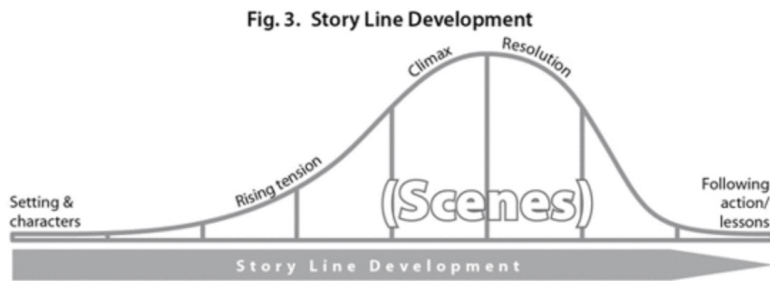 Fig. 3. Story Line Development
Climax
Resolution
Rising tension
Setting &
characters
(Scenes)
Following
action/
lessons
Story Line Development